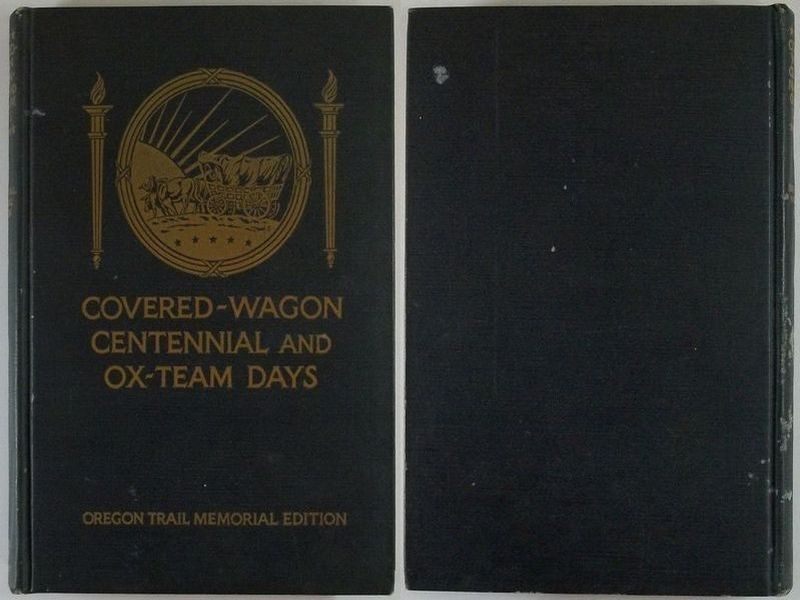 COVERED-WAGON
CENTENNIAL AND
OX-TEAM DAYS
OREGON TRAIL MEMORIAL EDITION